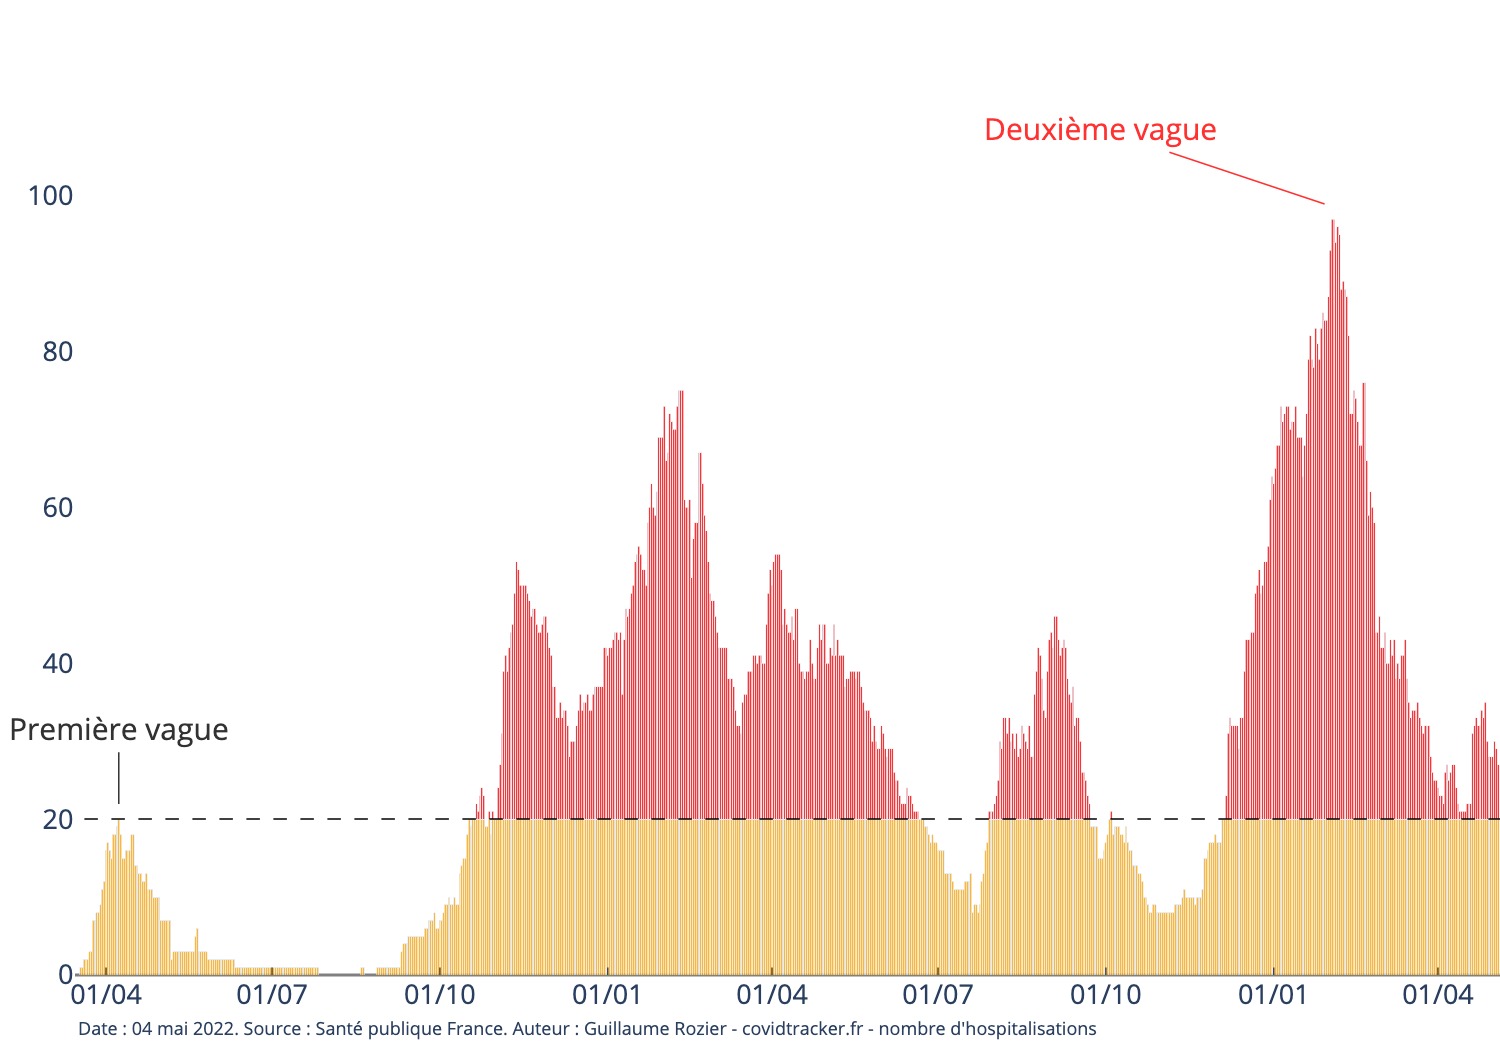 Deuxième vague
100
80
60
40
Première vague
20
0
01/04 01/07 01/10 01/01 01/04 01/07 01/10 01/01 01/04
Date : 04 mai 2022. Source : Santé publique France. Auteur : Guillaume Rozier - covidtracker.fr - nombre d'hospitalisations